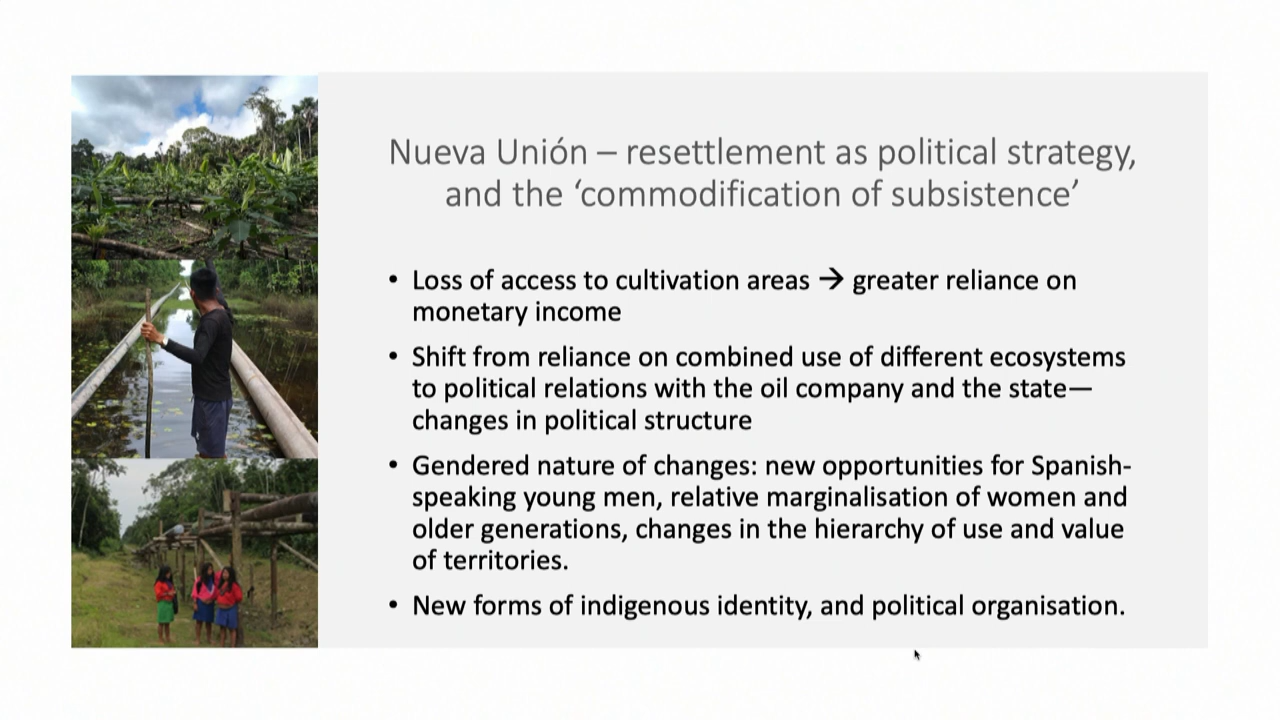 Nueva Unión – resettlement as political strategy,
and the ‘commodification of subsistence’
• Loss of access to cultivation areas → greater reliance on
monetary income
• Shift from reliance on combined use of different ecosystems
to political relations with the oil company and the state—
changes in political structure
• Gendered nature of changes: new opportunities for Spanish-
speaking young men, relative marginalisation of women and
older generations, changes in the hierarchy of use and value
of territories.
• New forms of indigenous identity, and political organisation.